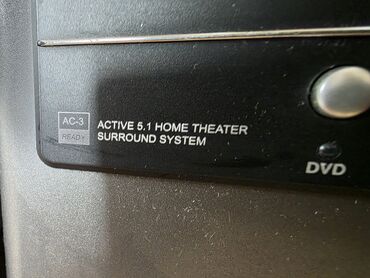 AC-3
READY
ACTIVE 5.1 HOME THEATER
SURROUND SYSTEM
DVD